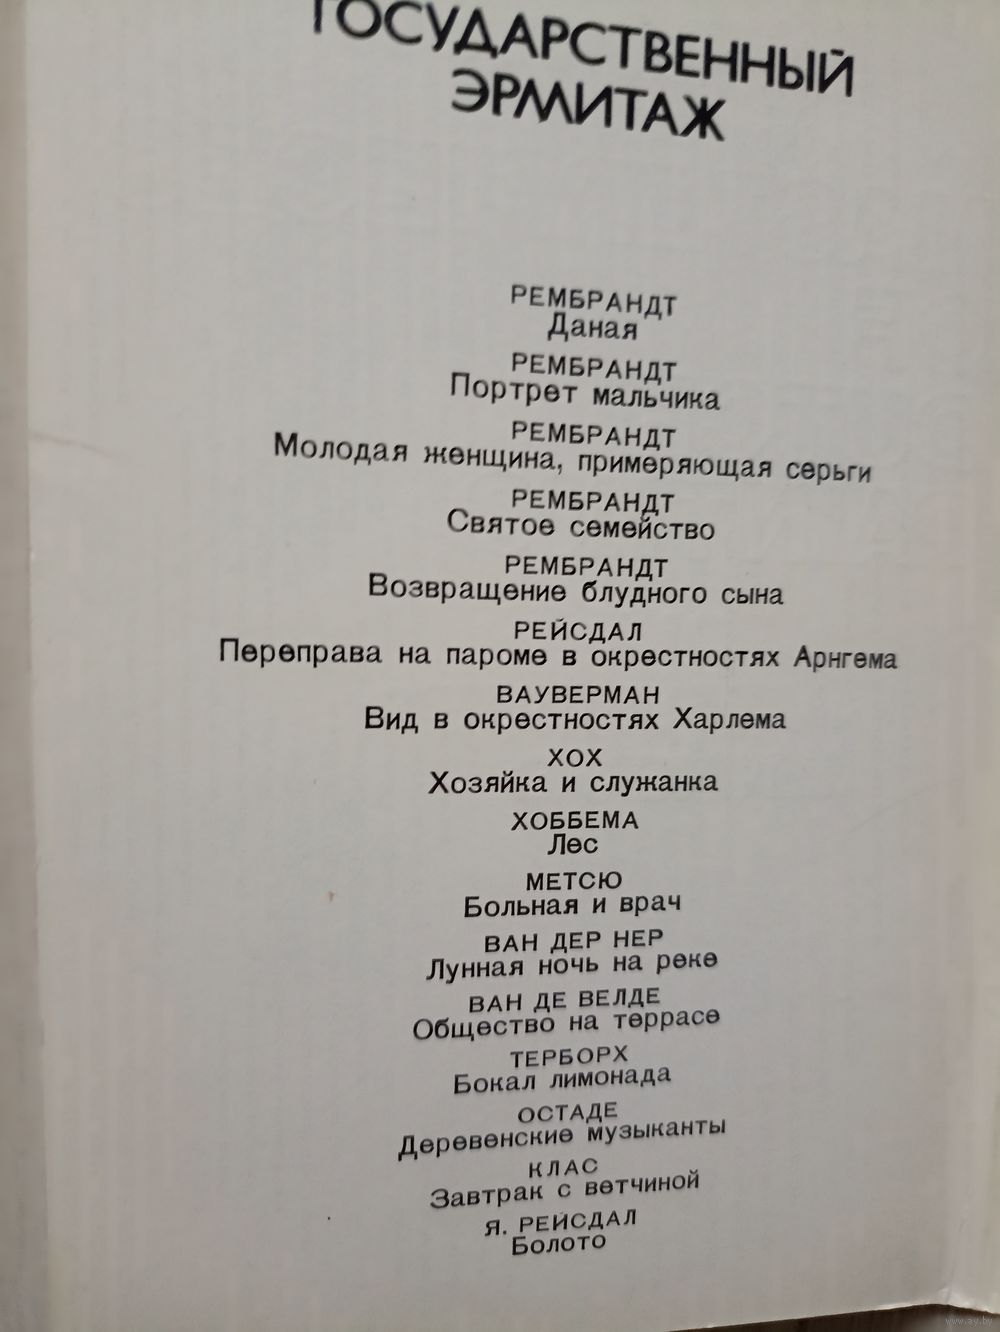 ГОСУДАРСТВЕННЫЙ
ЭРМИТАЖ
РЕМБРАНДТ
Даная
РЕМБРАНДТ
Портрет мальчика
РЕМБРАНДТ
Молодая женщина, примеряющая серьги
РЕМБРАНДТ
Святое семейство
РЕМБРАНДТ
Возвращение блудного сына
РЕЙСДАЛ
Переправа на пароме в окрестностях Арнгема
ВАУВЕРМАН
Вид в окрестностях Харлема
ХОХ
Хозяйка и служанка
ХОББЕМА
Лес
МЕТСЮ
Больная и врач
ВАН ДЕР НЕР
Лунная ночь на реке
ВАН ДЕ ВЕЛДЕ
Общество на террасе
ТЕРБОРХ
Бокал лимонада
ОСТАДЕ
Деревенские музыканты
КЛАС
Завтрак с ветчиной
Я. РЕЙСДАЛ
Болото
www.ay.by